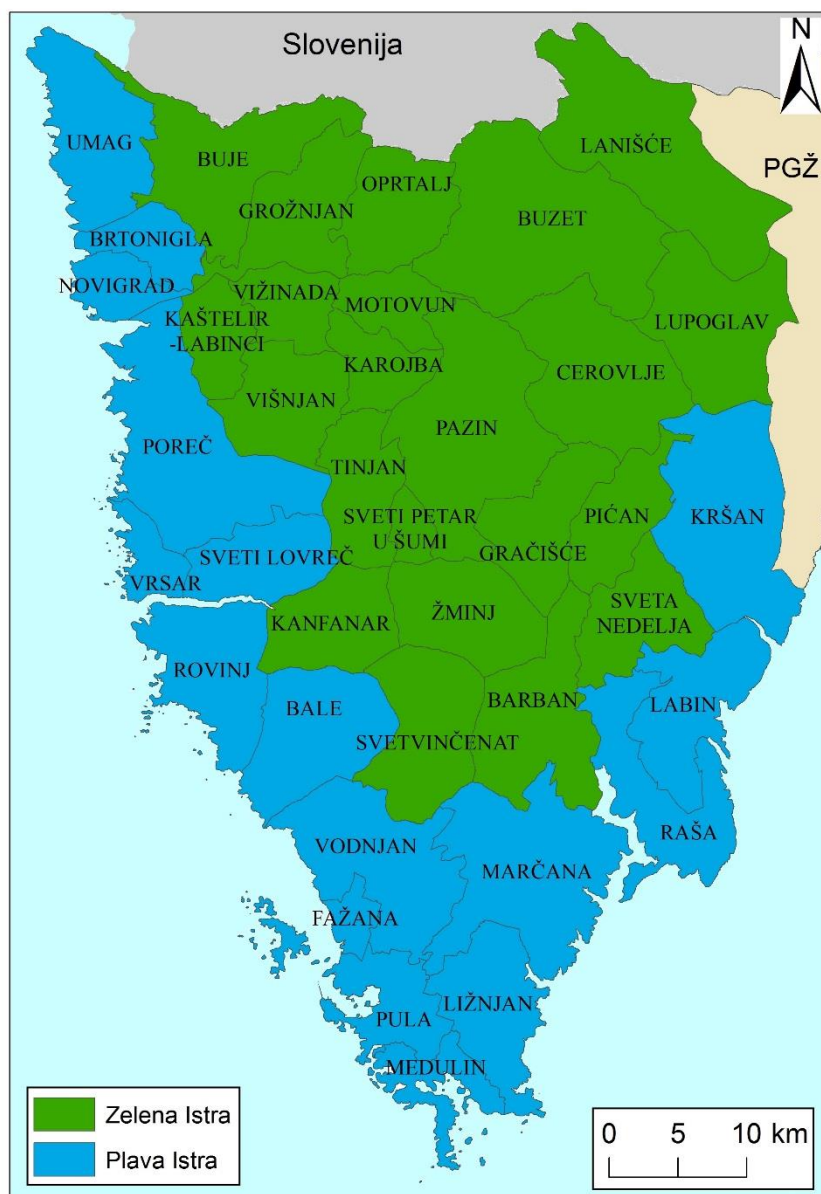 Slovenija
N
LANIŠĆE
UMAG
BUJE
OPRTALJ
PGŽ
GROŽNJAN
BUZET
BRTONIGLA
NOVIGRAD
VIŽINADA
MOTOVUN
KAŠTELIR
-LABINCI
LUPOGLAV
KAROJBA
CEROVLJE
VIŠNJAN
PAZIN
POREČ
TINJAN
SVETI PETAR
U ŠUMI
PIĆAN
KRŠAN
GRAČIŠĆE
SVETI LOVREČ
VRSAR
SVETA
NEDELJA
KANFANAR
ŽMINJ
ROVINJ
BALE
BARBAN
LABIN
SVETVINČENAT
RAŠA
VODNJAN
MARČANA
FAŽANA
LIŽNJAN
PULA
MEDULIN
Zelena Istra
Plava Istra
0 5 10 km